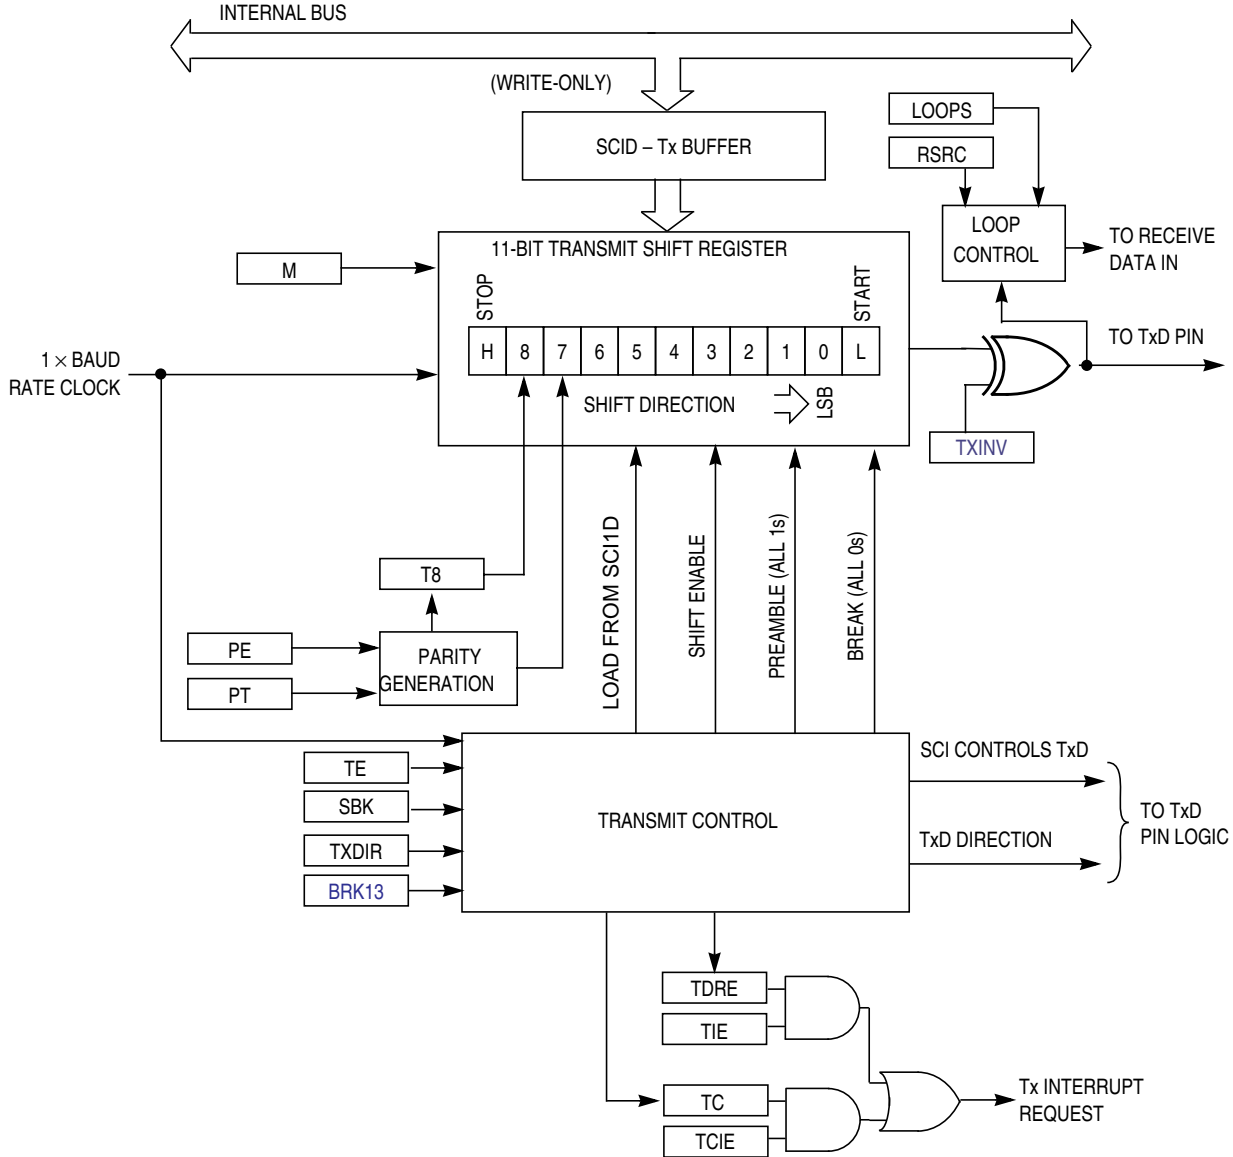 INTERNAL BUS
(WRITE-ONLY)
SCID – Tx BUFFER
LOOPS
RSRC
LOOP
CONTROL
TO RECEIVE
DATA IN
11-BIT TRANSMIT SHIFT REGISTER
M
STOP
START
H 8 7 6 5 4 3 2 1 0 L
1 × BAUD
RATE CLOCK
SHIFT DIRECTION
LSB
TO TxD PIN
TXINV
LOAD FROM SCI1D
SHIFT ENABLE
PREAMBLE (ALL 1s)
BREAK (ALL 0s)
T8
PE
PT
PARITY
GENERATION
TE
SBK
TXDIR
BRK13
TRANSMIT CONTROL
SCI CONTROLS TxD
TxD DIRECTION
TO TxD
PIN LOGIC
TDRE
TIE
TC
TCIE
Tx INTERRUPT
REQUEST